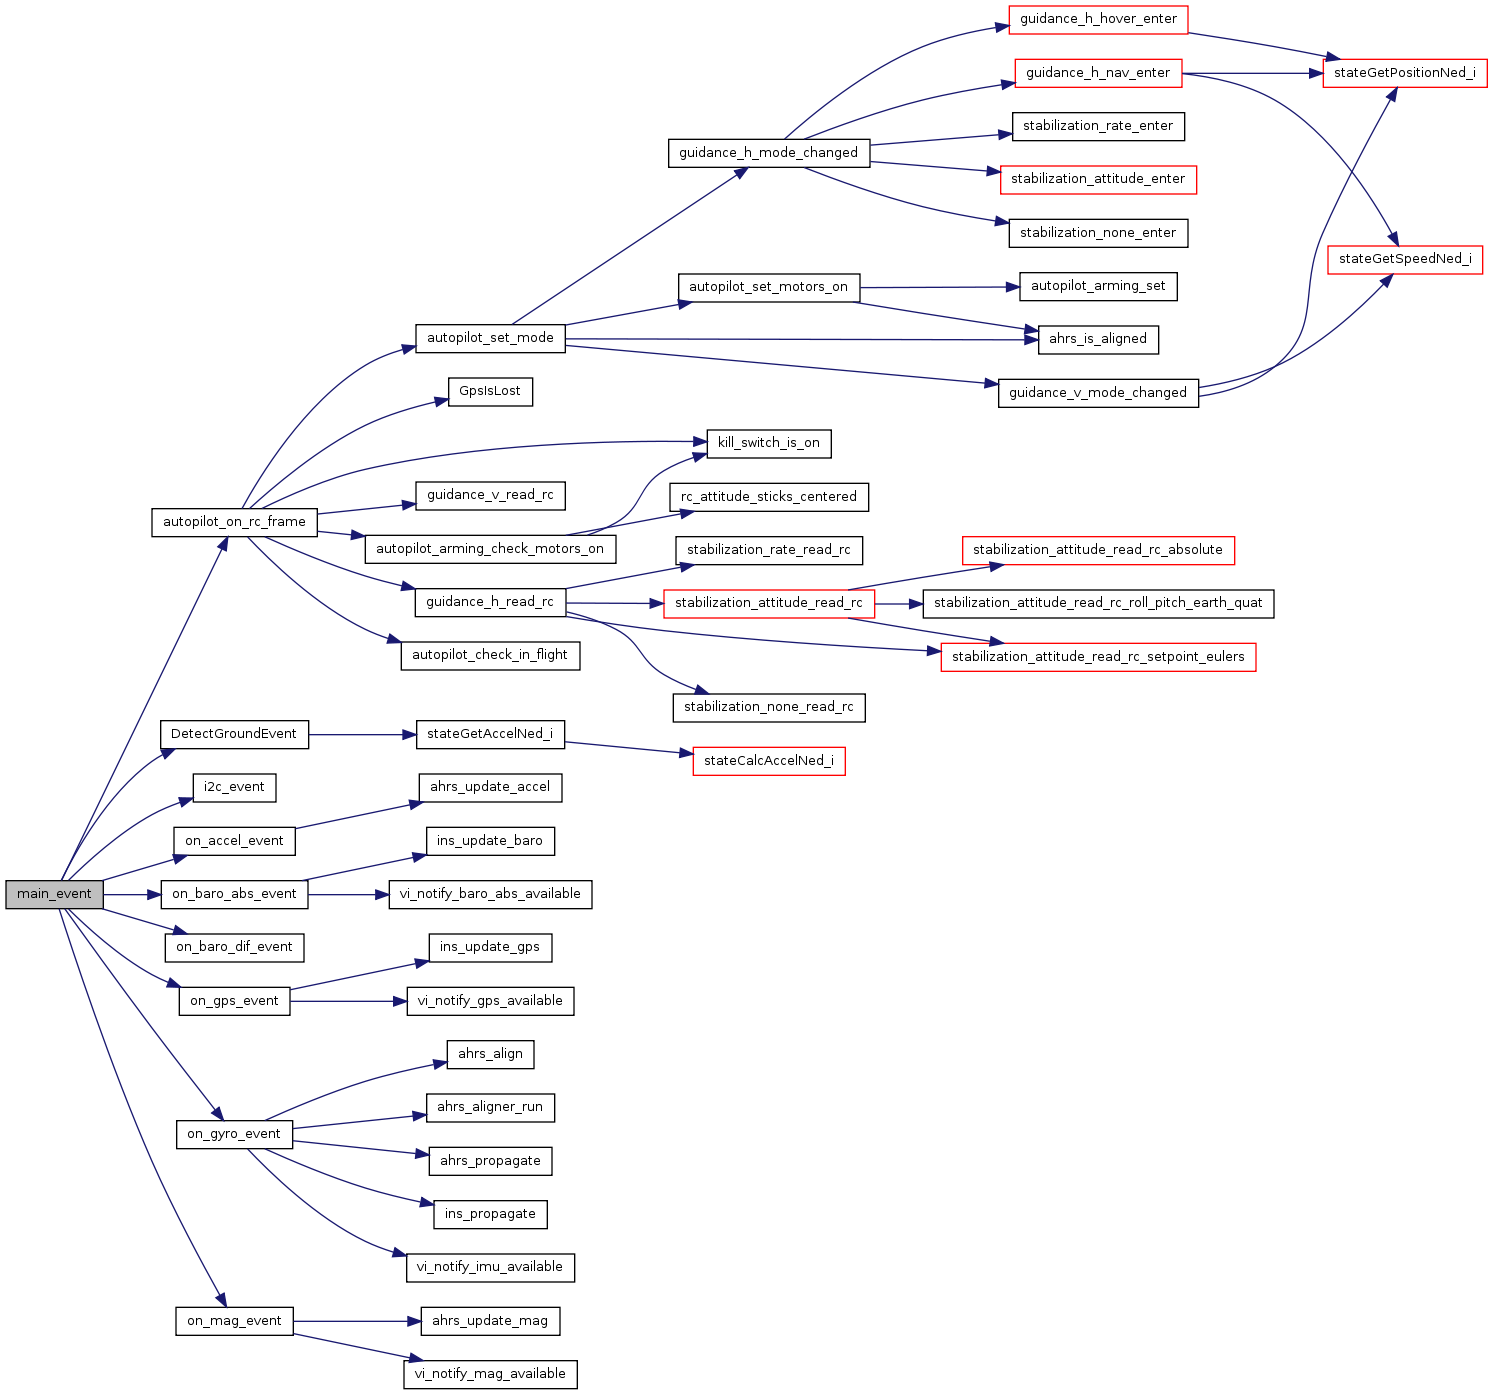 guidance_h_hover_enter
stateGetPositionNed_i
guidance_h_nav_enter
stabilization_rate_enter
guidance_h_mode_changed
stabilization_attitude_enter
stabilization_none_enter
stateGetSpeedNed_i
autopilot_set_motors_on
autopilot_arming_set
autopilot_set_mode
ahrs_is_aligned
GpsIsLost
guidance_v_mode_changed
kill_switch_is_on
guidance_v_read_rc
rc_attitude_sticks_centered
autopilot_on_rc_frame
autopilot_arming_check_motors_on
stabilization_rate_read_rc
stabilization_attitude_read_rc_absolute
guidance_h_read_rc
stabilization_attitude_read_rc
stabilization_attitude_read_rc_roll_pitch_earth_quat
autopilot_check_in_flight
stabilization_attitude_read_rc_setpoint_eulers
stabilization_none_read_rc
DetectGroundEvent
stateGetAccelNed_i
stateCalcAccelNed_i
i2c_event
ahrs_update_accel
on_accel_event
ins_update_baro
main_event
on_baro_abs_event
vi_notify_baro_abs_available
on_baro_dif_event
ins_update_gps
on_gps_event
vi_notify_gps_available
ahrs_align
ahrs_aligner_run
on_gyro_event
ahrs_propagate
ins_propagate
vi_notify_imu_available
on_mag_event
ahrs_update_mag
vi_notify_mag_available